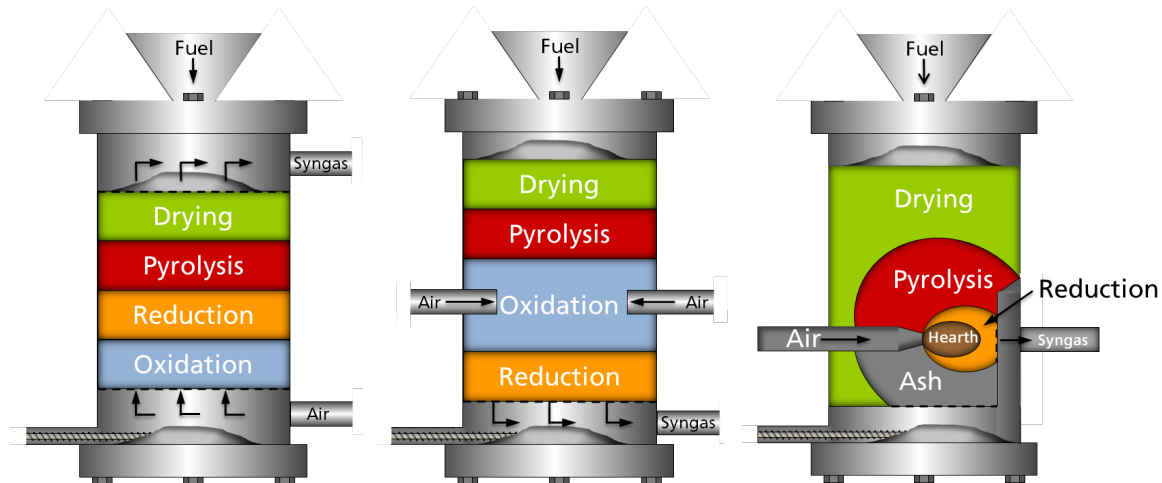 Fuel
Syngas
Drying
Pyrolysis
Reduction
Oxidation
Air
Fuel
Drying
Pyrolysis
Air
Oxidation
Air
Reduction
Syngas
Fuel
Drying
Pyrolysis
Reduction
Air
Hearth
Syngas
Ash